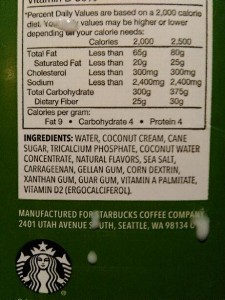 *Percent Daily Values are based on a 2,000 calorie
diet. values may be higher or lower
depending on your calorie needs:
Calories 2,000 2,500
Total Fat Less than 65g 80g
Saturated Fat Less than 20g 25g
Cholesterol Less than 300mg 300mg
Sodium Less than 2,400mg 2,400mg
Total Carbohydrate 300g 375g
Dietary Fiber 25g 30g
Calories per gram:
Fat 9 • Carbohydrate 4 • Protein 4
INGREDIENTS: WATER, COCONUT CREAM, CANE
SUGAR, TRICALCIUM PHOSPHATE, COCONUT WATER
CONCENTRATE, NATURAL FLAVORS, SEA SALT,
CARRAGEENAN, GELLAN GUM, CORN DEXTRIN,
XANTHAN GUM, GUAR GUM, VITAMIN A PALMITATE,
VITAMIN D2 (ERGOCALCIFEROL).
MANUFACTURED FOR STARBUCKS COFFEE COMPANY
2401 UTAH AVENUE SOUTH, SEATTLE, WA 98134